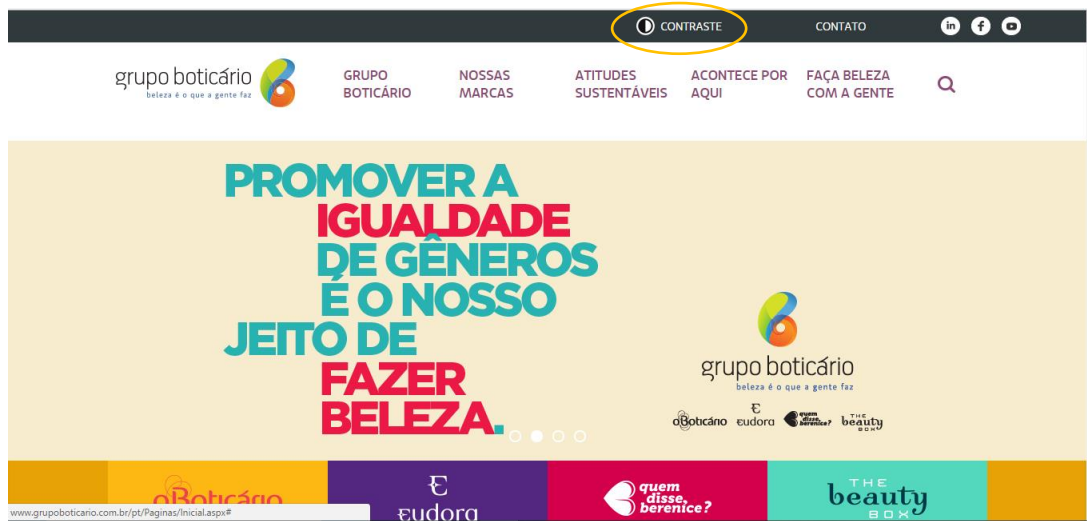 CONTRASTE CONTATO in f
grupo boticário
beleza é o que a gente faz
GRUPO BOTICÁRIO
NOSSAS MARCAS
ATITUDES SUSTENTÁVEIS
ACONTECE POR AQUI
FAÇA BELEZA COM A GENTE
PROMOVER A
IGUALDADE
DE GÊNEROS
É O NOSSO
JEITO DE
FAZER
BELEZA.
grupo boticário
beleza é o que a gente faz
oBoticário E eudora quem disse, berenice? THE beauty BOX
oBoticário
E
eudora
quem
disse,
berenice?
THE
beauty
BOX
www.grupoboticario.com.br/pt/Paginas/Inicial.aspx#